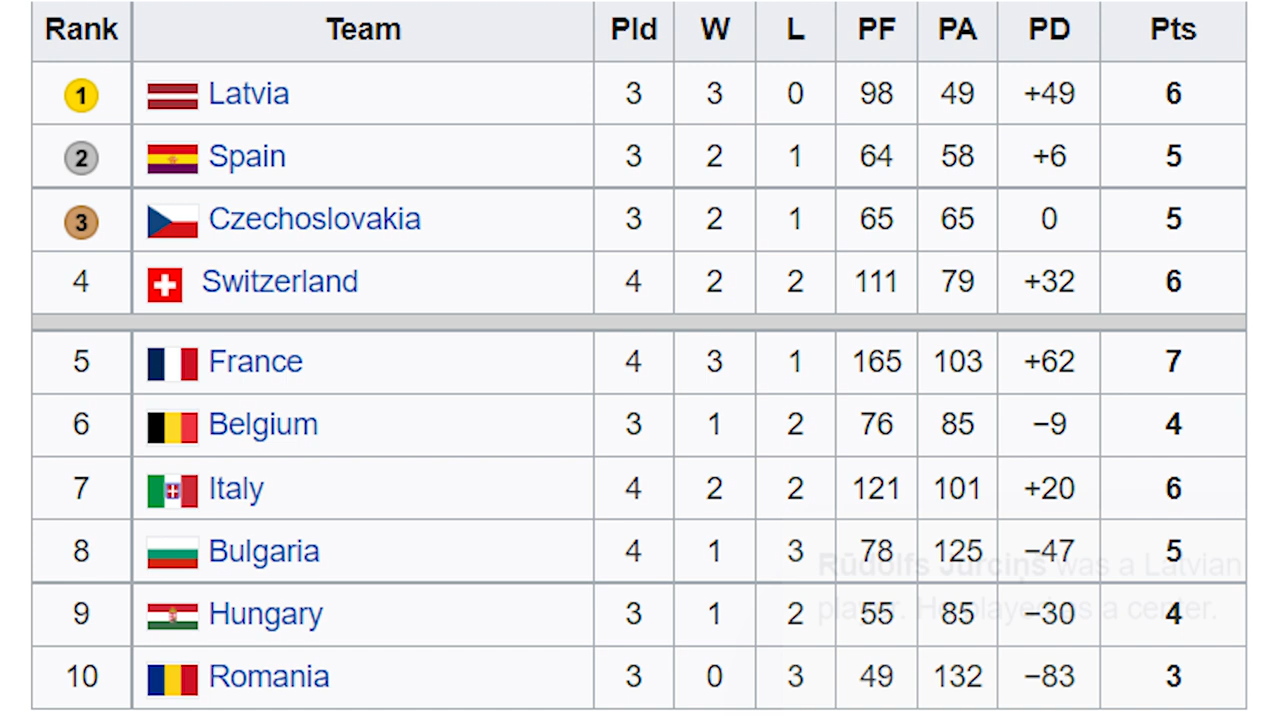 Rank Team Pld W L PF PA PD Pts
1 Latvia 3 3 0 98 49 +49 6
2 Spain 3 2 1 64 58 +6 5
3 Czechoslovakia 3 2 1 65 65 0 5
4 Switzerland 4 2 2 111 79 +32 6
5 France 4 3 1 165 103 +62 7
6 Belgium 3 1 2 76 85 −9 4
7 Italy 4 2 2 121 101 +20 6
8 Bulgaria 4 1 3 78 125 −47 5
Rūdolfs Jurciņš was a Latvian
9 Hungary 3 1 2 55 85 −30 4
player. He played as a center.
10 Romania 3 0 3 49 132 −83 3